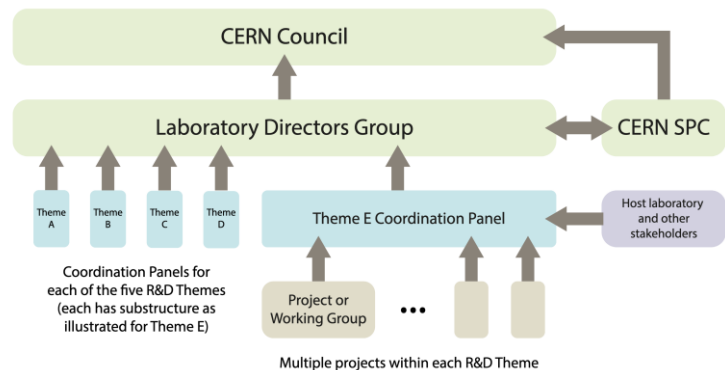 CERN Council
Laboratory Directors Group
CERN SPC
Theme
A
Theme
B
Theme
C
Theme
D
Theme E Coordination Panel
Host laboratory
and other
stakeholders
Coordination Panels for
each of the five R&D Themes
(each has substructure as
illustrated for Theme E)
Project or
Working Group
...
Multiple projects within each R&D Theme